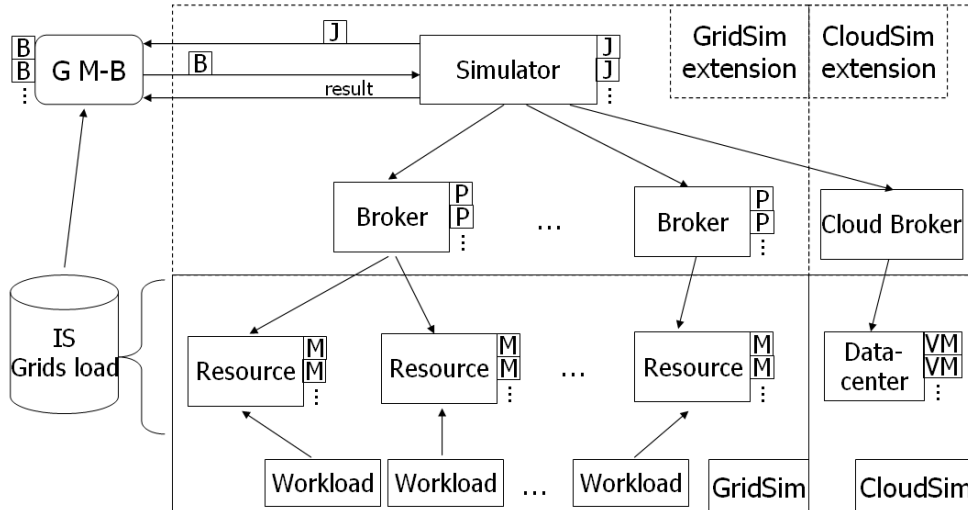 J
B
B
⋮
G M-B
B
result
Simulator
J
J
⋮
GridSim
extension
CloudSim
extension
Broker
P
P
⋮
...
Broker
P
P
⋮
Cloud Broker
IS
Grids load
Resource
M
M
⋮
Resource
M
M
⋮
...
Resource
M
M
⋮
Data-
center
VM
VM
⋮
Workload
Workload
...
Workload
GridSim
CloudSim